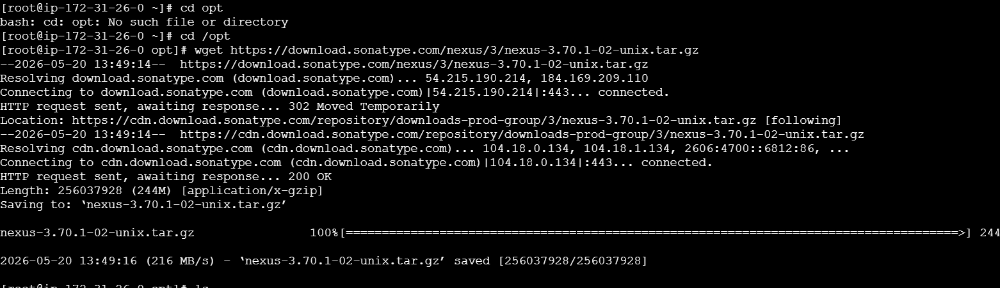 [root@ip-172-31-26-0 ~]# cd opt
bash: cd: opt: No such file or directory
[root@ip-172-31-26-0 ~]# cd /opt
[root@ip-172-31-26-0 opt]# wget https://download.sonatype.com/nexus/3/nexus-3.70.1-02-unix.tar.gz
--2026-05-20 13:49:14--  https://download.sonatype.com/nexus/3/nexus-3.70.1-02-unix.tar.gz
Resolving download.sonatype.com (download.sonatype.com)... 54.215.190.214, 184.169.209.110
Connecting to download.sonatype.com (download.sonatype.com)|54.215.190.214|:443... connected.
HTTP request sent, awaiting response... 302 Moved Temporarily
Location: https://cdn.download.sonatype.com/repository/downloads-prod-group/3/nexus-3.70.1-02-unix.tar.gz [following]
--2026-05-20 13:49:14--  https://cdn.download.sonatype.com/repository/downloads-prod-group/3/nexus-3.70.1-02-unix.tar.gz
Resolving cdn.download.sonatype.com (cdn.download.sonatype.com)... 104.18.0.134, 104.18.1.134, 2606:4700::6812:86, ...
Connecting to cdn.download.sonatype.com (cdn.download.sonatype.com)|104.18.0.134|:443... connected.
HTTP request sent, awaiting response... 200 OK
Length: 256037928 (244M) [application/x-gzip]
Saving to: ‘nexus-3.70.1-02-unix.tar.gz’
nexus-3.70.1-02-unix.tar.gz                100%[=====================================================================================>] 244
2026-05-20 13:49:16 (216 MB/s) - ‘nexus-3.70.1-02-unix.tar.gz’ saved [256037928/256037928]
[root@ip-172-31-26-0 opt]# ls